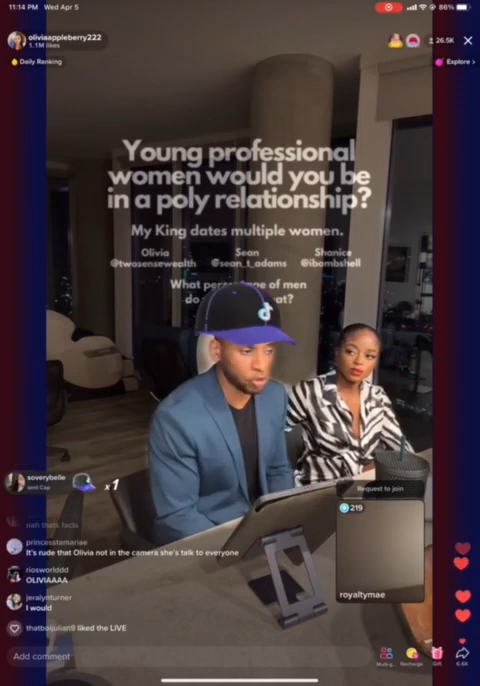 11:14 PM Wed Apr 5
86%
oliviaappleberry222
1.1M likes
26.5K
Daily Ranking
Explore >
Young professional
women would you be
in a poly relationship?
My King dates multiple women.
Olivia Sean Shanice
@twosensewealth @sean_t_adams @ibombshell
What of men
do at?
soverybelle
sent Cap
x1
Request to join
219
royaltymae
nah thats facts
princesstamariae
It's rude that Olivia not in the camera she's talk to everyone
riosworlddd
OLIVIAAAA
jeralynturner
I would
thatboijulian9 liked the LIVE
Add comment
Multi-g...
Recharge
Gift
6.6K